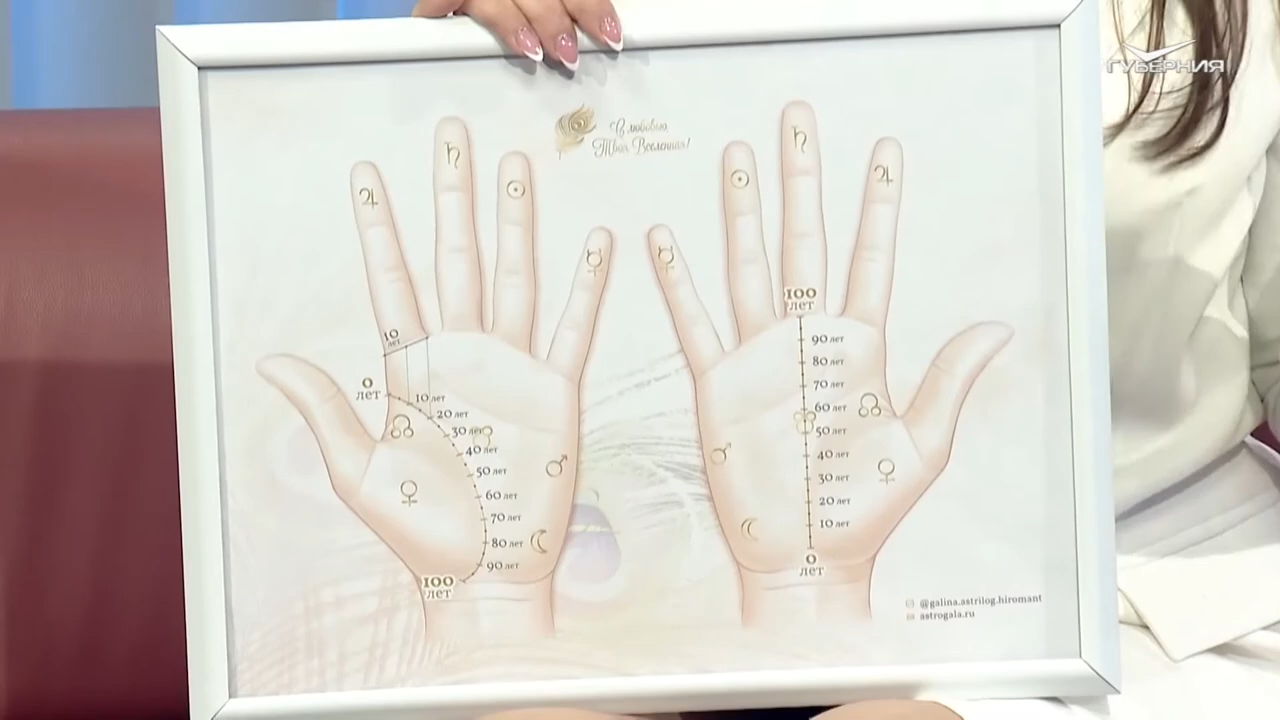 ГУБЕРНИЯ
С любовью,
Твоя Вселенная!
10
лет
0
лет
10 лет
20 лет
30 лет
40 лет
50 лет
60 лет
70 лет
80 лет
90 лет
100
лет
100
лет
90 лет
80 лет
70 лет
60 лет
50 лет
40 лет
30 лет
20 лет
10 лет
0
лет
@galina.astrilog.hiromant
astrogala.ru